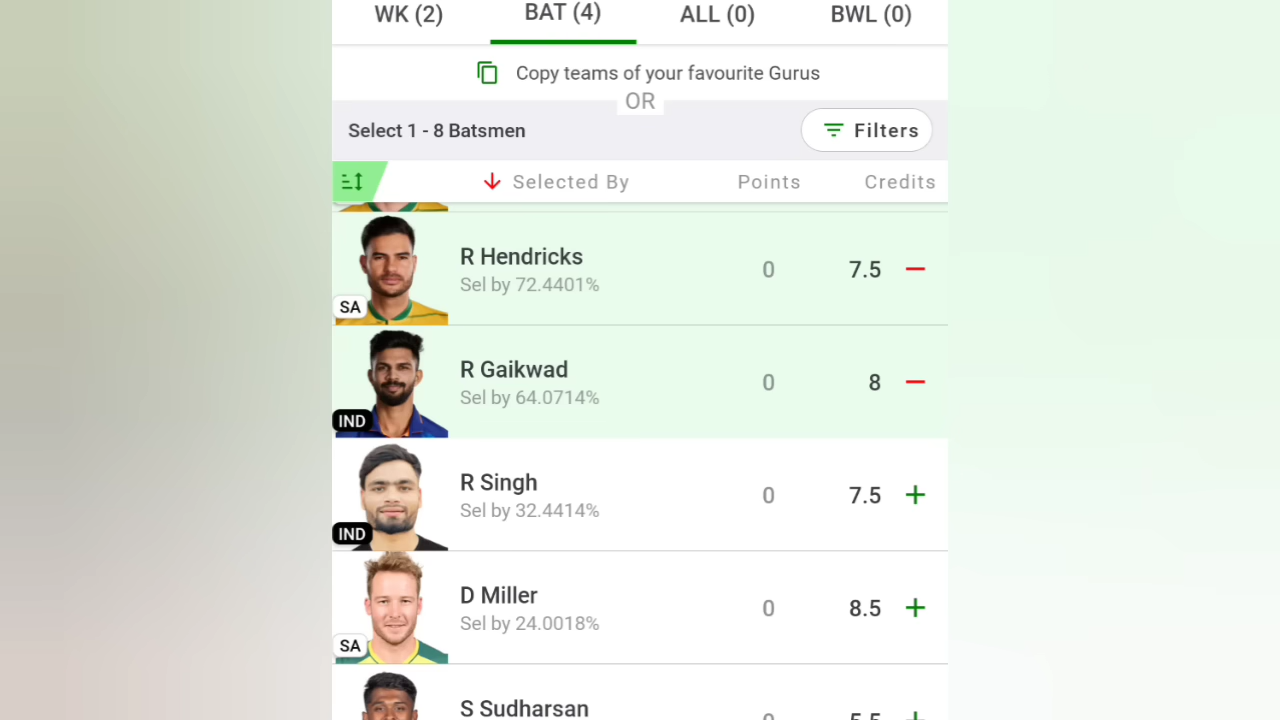 WK (2) BAT (4) ALL (0) BWL (0)
Copy teams of your favourite Gurus
OR
Select 1 - 8 Batsmen Filters
Selected By Points Credits
R Hendricks
Sel by 72.4401% 0 7.5
SA
R Gaikwad
Sel by 64.0714% 0 8
IND
R Singh
Sel by 32.4414% 0 7.5
IND
D Miller
Sel by 24.0018% 0 8.5
SA
S Sudharsan
0 5.5